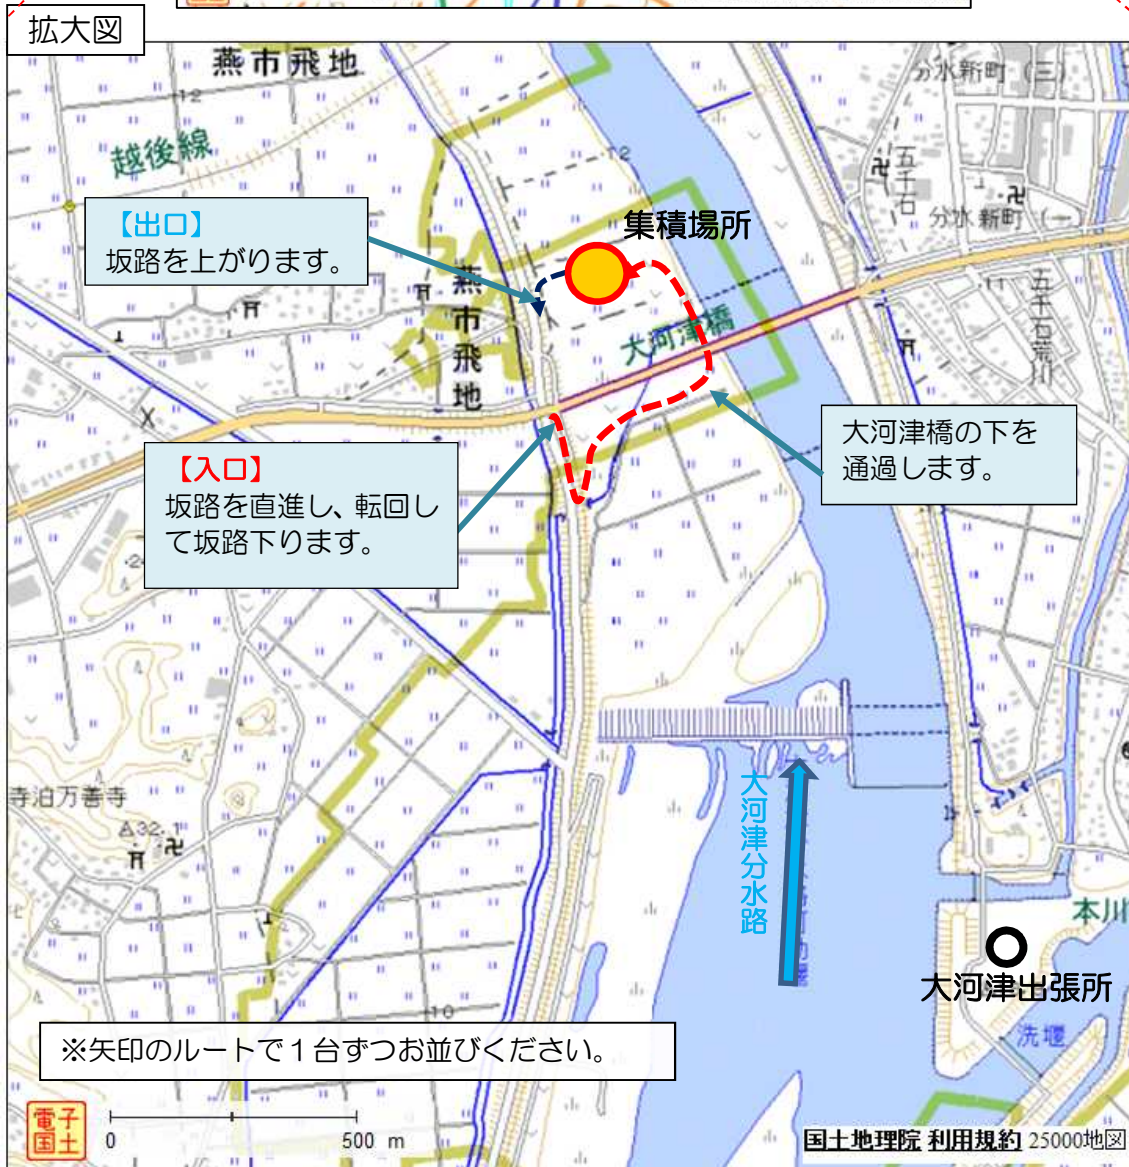 拡大図
燕市飛地
分水新町（三）
12
越後線
12
五千石
分水新町（一）
【出口】
坂路を上がります。
集積場所
燕市飛地
大河津橋
11
五千石荒川
大河津橋の下を
通過します。
【入口】
坂路を直進し、転回し
て坂路下ります。
寺泊万善寺
32.1
大河津分水路
本川
大河津出張所
洗堰
10
※矢印のルートで１台ずつお並びください。
電子
国土
0
500 m
国土地理院 利用規約 25000地図